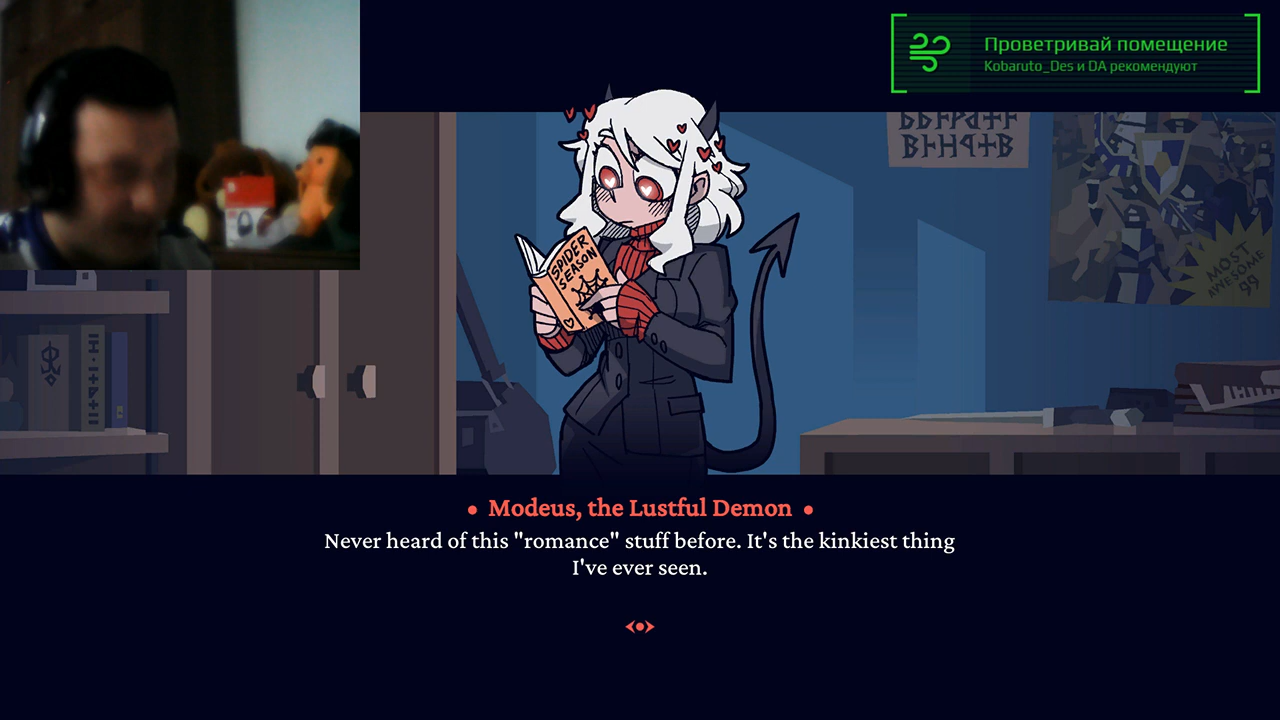 Проветривай помещение
Kobaruto_Des и DA рекомендуют
SPIDER
SEASON
MOST
AWESOME
99
• Modeus, the Lustful Demon •
Never heard of this "romance" stuff before. It's the kinkiest thing
I've ever seen.